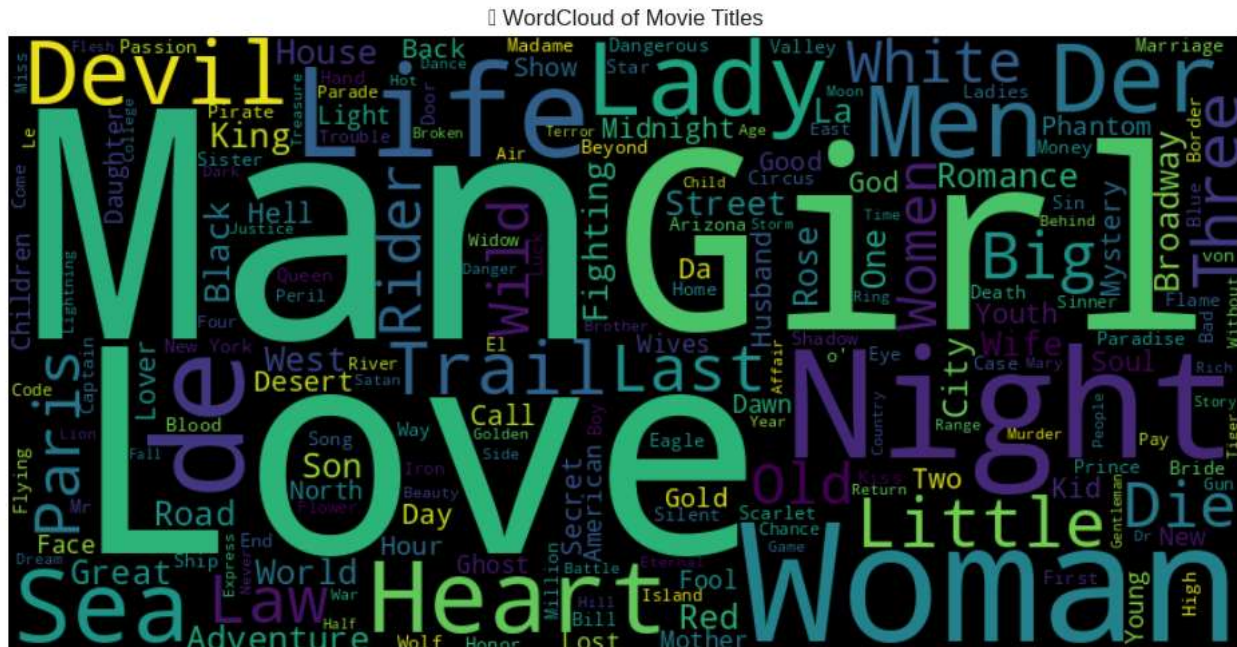 ▯ WordCloud of Movie Titles
Miss Flesh Passion House Back Madame Dangerous Valley White Der Marriage
Devil Life Lady Show Star Ladies
College Pirate Treasure Hand Parade Hot Dance Door Light Moon Men
Le King Trouble Broken Terror Midnight Age East La Phantom Border
Daughter Sister Air Beyond Good Circus God Money Three
Come Dark Man Girl Child Women Romance Sin Behind Blue
Children Black Hell Justice Rider Wild Widow Fighting Street Arizona Storm Time One Broadway
Lightning Queen Luck Danger Da Home Husband Rose Big Mystery von
Peril Ring Death Sinner Flame Without
Four Brother Youth Bad
New York El Shadow o' Eye Wife Paradise
Paris Lover West River Trail Wives Last Affair Night Soul
Captain de Desert Satan City Case Mary Rich
Code Love Call Dawn Story
Blood Golden Year Range Murder Tiger
Lion Fall Song Way Side Eagle Country People Pay
Flying Mr Son Iron Boy Gold Old Two Prince Bride
North Beauty American Secret Silent Kiss Return Kid Gun
Road Flower Day Scarlet Chance Little Die
Face End Hour Gentleman Dr New
Dream Ship Express Never World Ghost Million Battle Eternal Game Woman
Sea Great War Law Heart Hill Island Fool First Young High
Half Bill Red
Adventure Wolf Honor Lost Mother